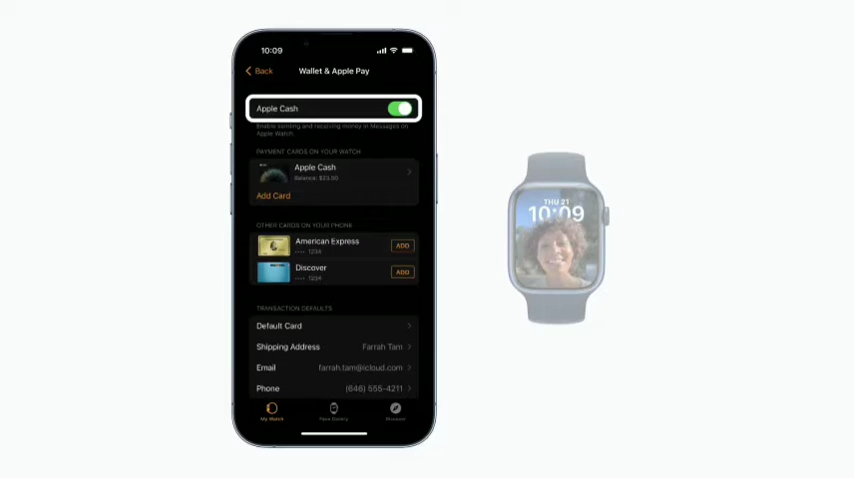 10:09
Back
Wallet & Apple Pay
Apple Cash
Enable sending and receiving money in Messages on
Apple Watch.
PAYMENT CARDS ON YOUR WATCH
Apple Cash
Balance: $23.50
Add Card
OTHER CARDS ON YOUR PHONE
American Express
•••• 1234
ADD
Discover
•••• 1234
ADD
TRANSACTION DEFAULTS
Default Card
Shipping Address Farrah Tam
Email farrah.tam@icloud.com
Phone (646) 555-4211
My Watch
Face Gallery
Discover
THU 21
10:09